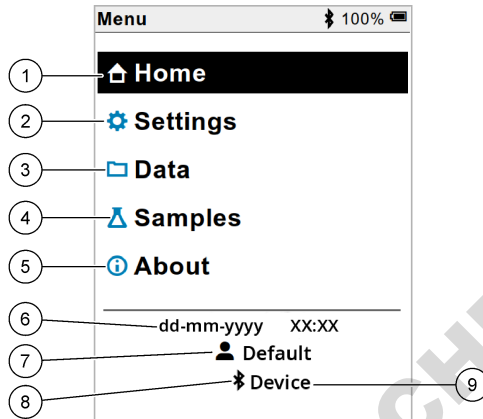 Menu 100%
1 Home
2 Settings
3 Data
4 Samples
5 About
6 dd-mm-yyyy XX:XX
7 Default
8 Device 9